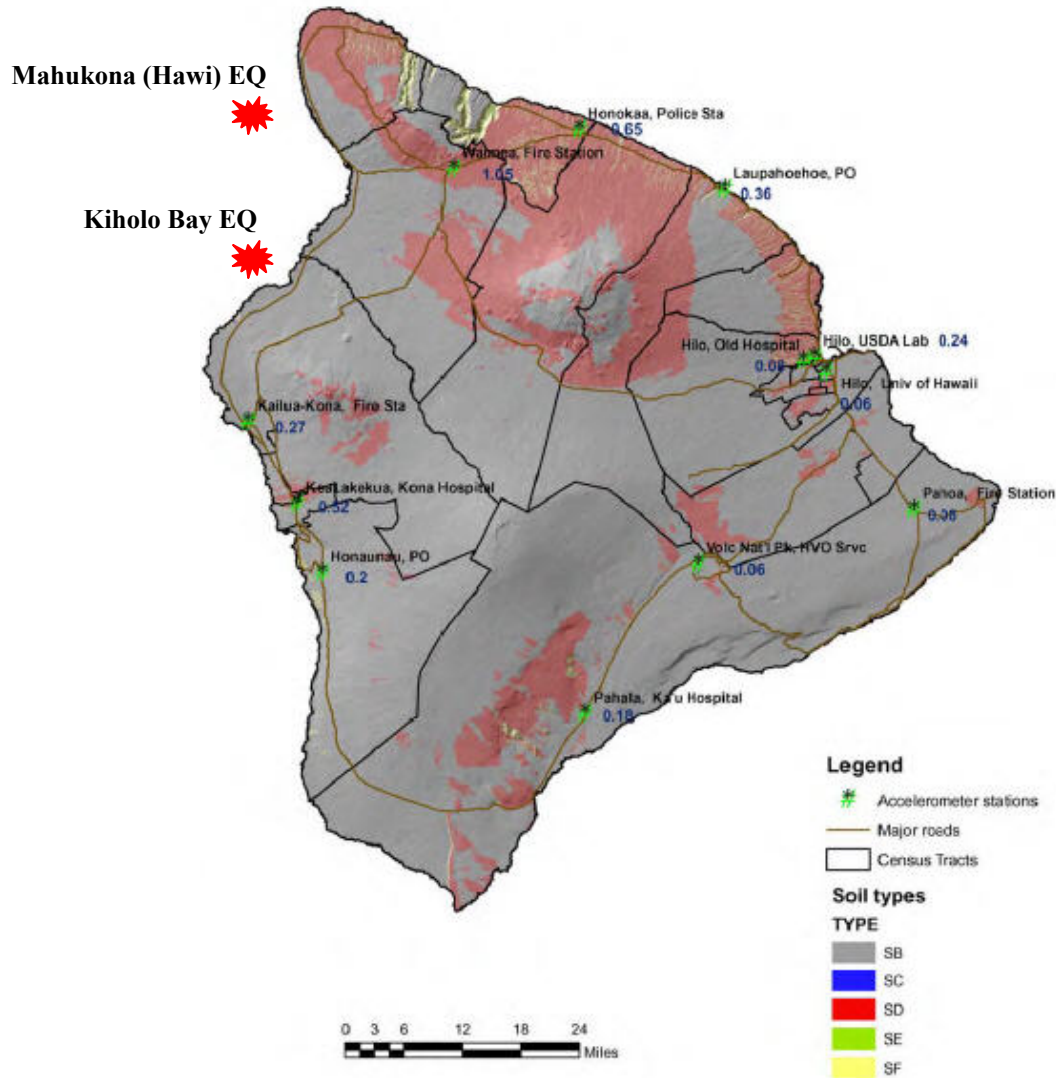 Mahukona (Hawi) EQ
Honokaa, Police Sta
0.65
Waimea, Fire Station
1.05
Laupahoehoe, PO
0.36
Kiholo Bay EQ
Hilo, Old Hospital
Hilo, USDA Lab 0.24
Hilo, Univ of Hawaii
0.06
Kailua-Kona, Fire Sta
0.27
KeaLakekua, Kona Hospital
0.52
Pahoa, Fire Station
Honaunau, PO
0.2
Volc Nat'l Pk, HVO Srvc
0.06
Pahala, Ka'u Hospital
0.18
Legend
Accelerometer stations
Major roads
Census Tracts
Soil types
TYPE
SB
SC
SD
SE
SF
0 3 6 12 18 24
Miles